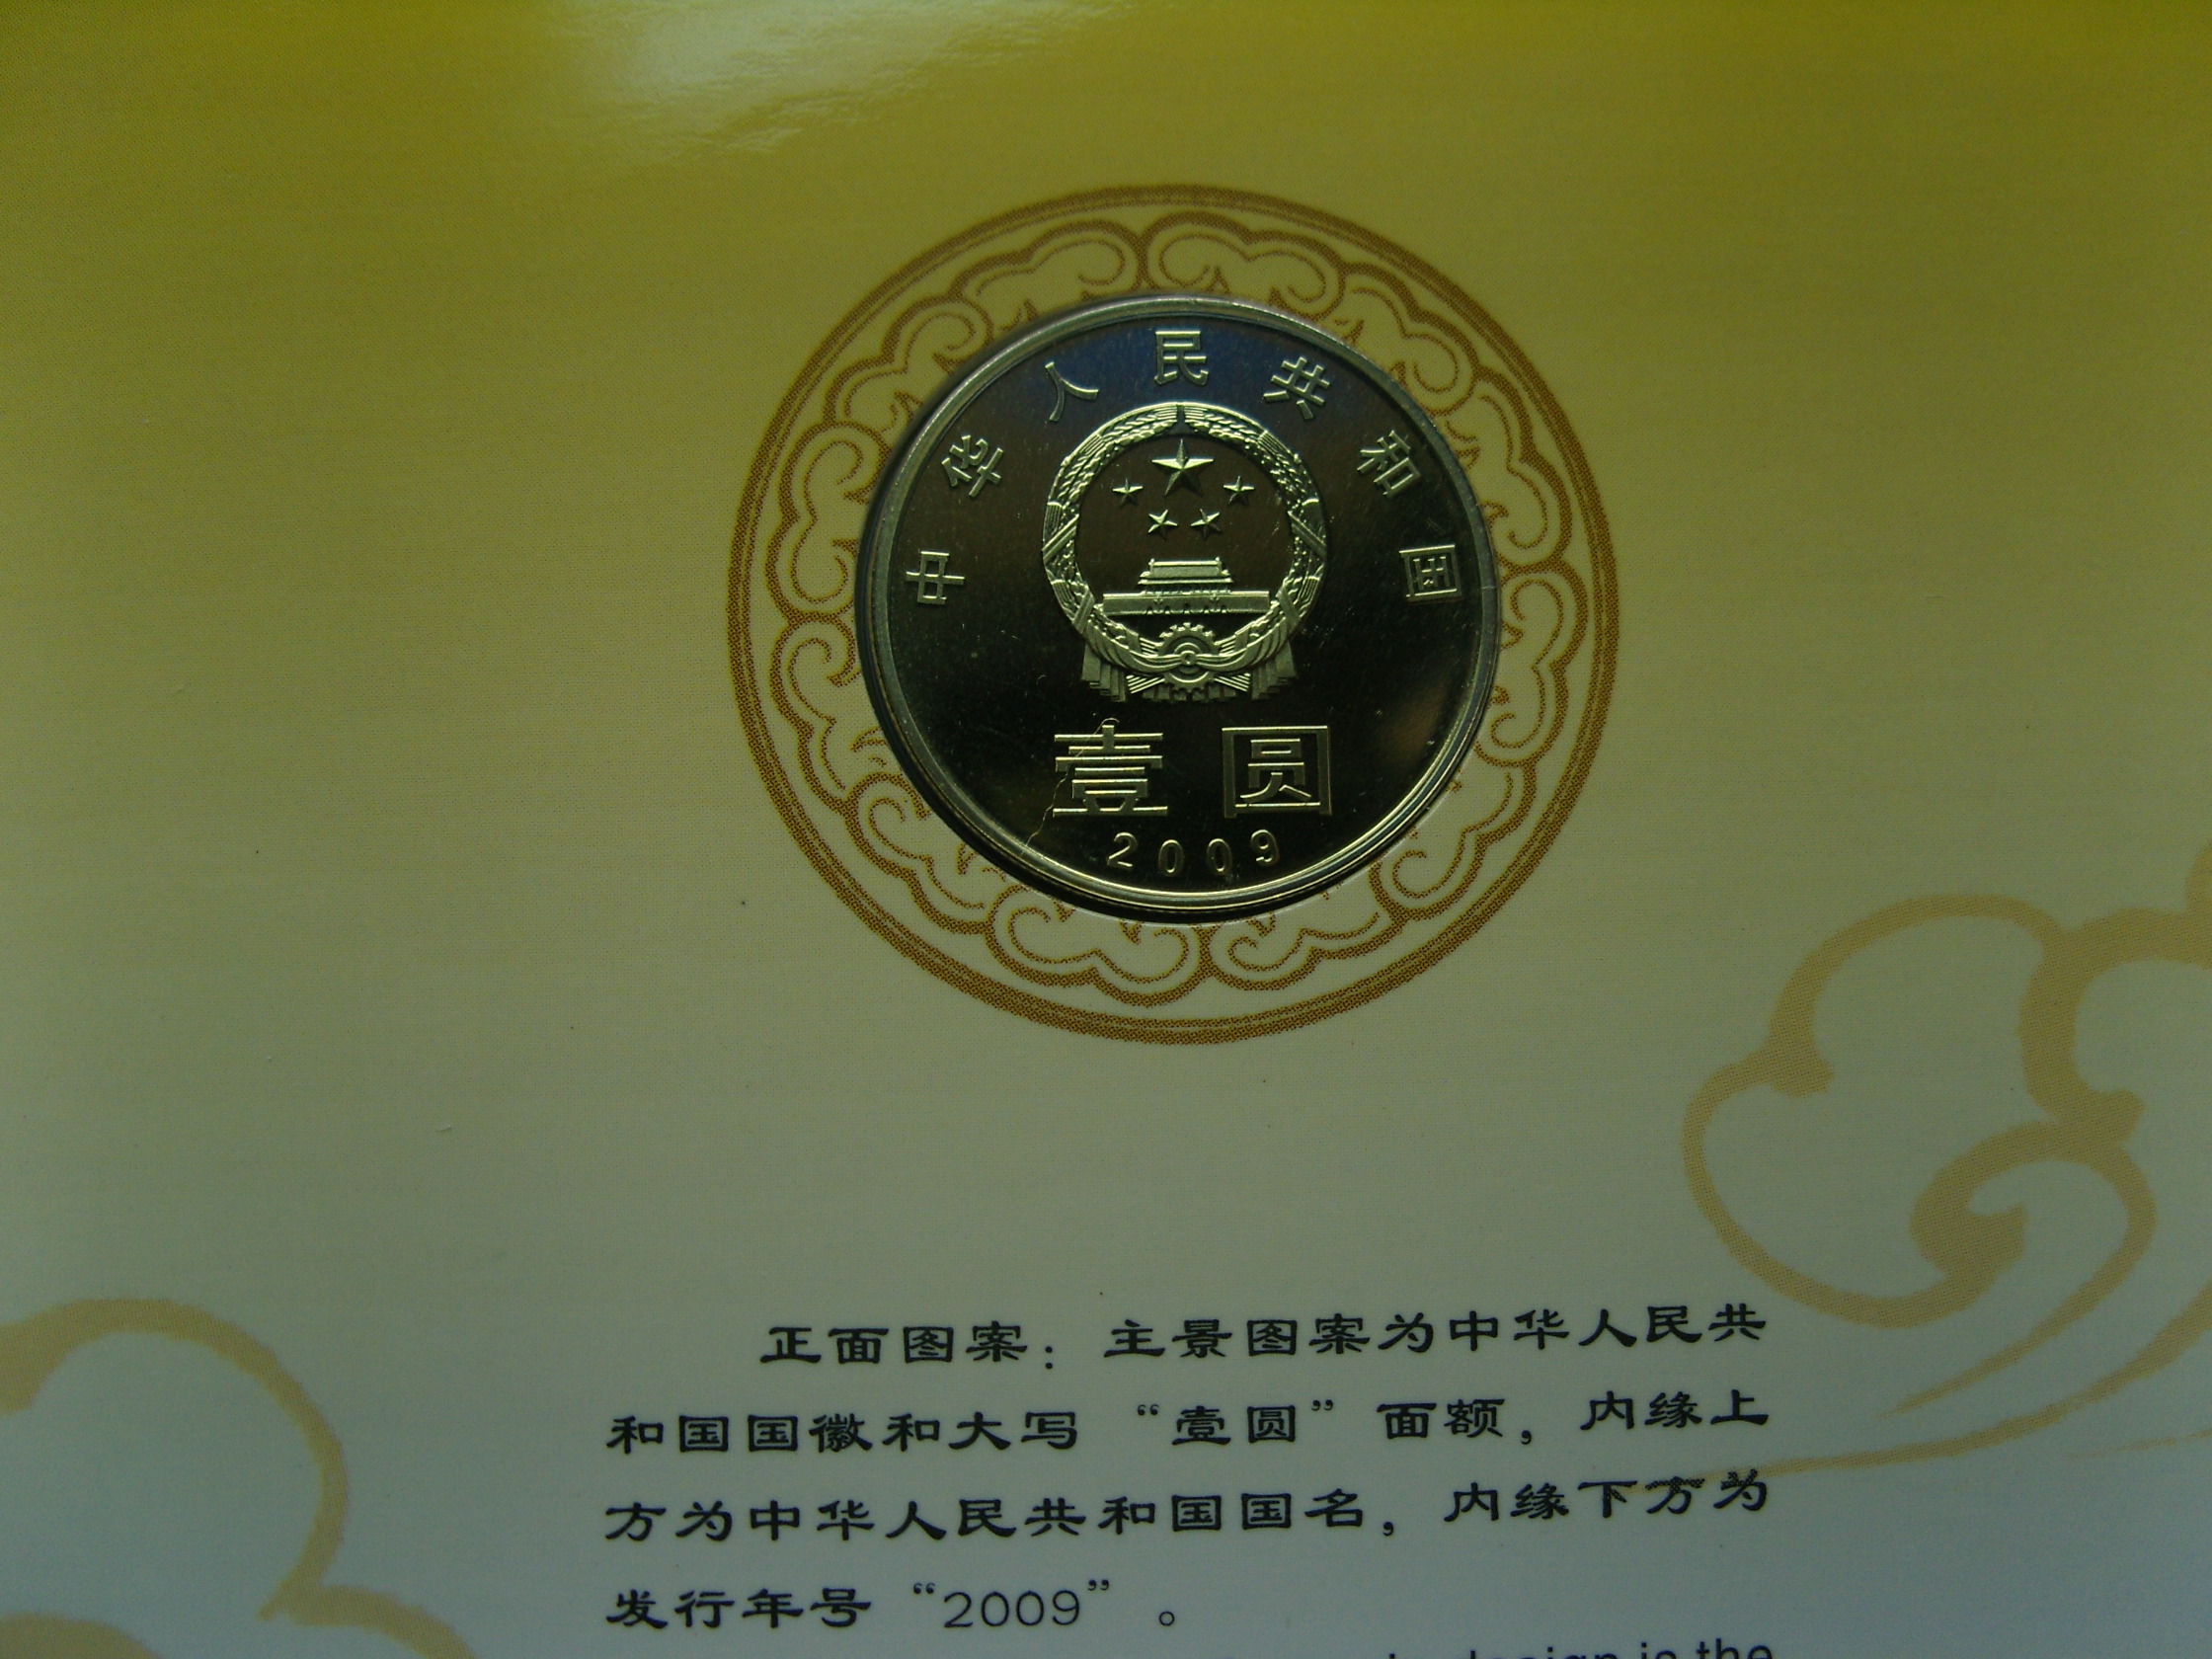 中华人民共和国
壹圆
2009
正面图案：主景图案为中华人民共
和国国徽和大写“壹圆”面额，内缘上
方为中华人民共和国国名，内缘下方为
发行年号“2009”。
design is the